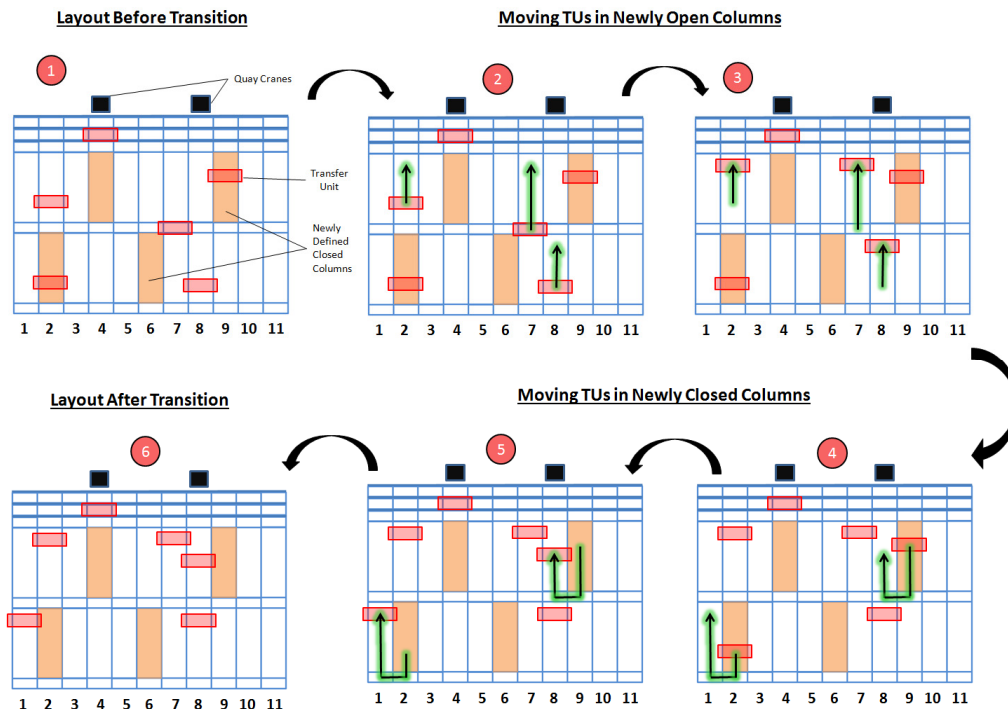 Layout Before Transition
Moving TUs in Newly Open Columns
1
2
3
Quay Cranes
Transfer
Unit
Newly
Defined
Closed
Columns
1 2 3 4 5 6 7 8 9 10 11
1 2 3 4 5 6 7 8 9 10 11
1 2 3 4 5 6 7 8 9 10 11
Layout After Transition
Moving TUs in Newly Closed Columns
6
5
4
1 2 3 4 5 6 7 8 9 10 11
1 2 3 4 5 6 7 8 9 10 11
1 2 3 4 5 6 7 8 9 10 11